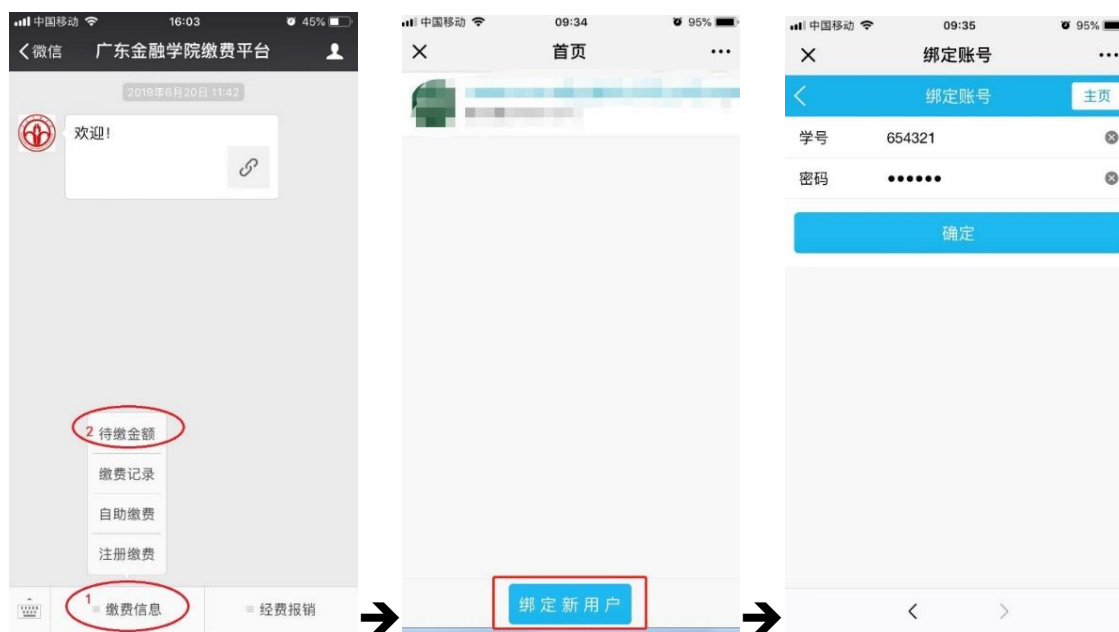 中国移动 16:03 45%
微信 广东金融学院缴费平台
2019年6月20日 11:42
欢迎!
2 待缴金额
缴费记录
自助缴费
注册缴费
1 缴费信息
经费报销
中国移动 09:34 95%
首页
绑定新用户
中国移动 09:35 95%
绑定账号
绑定账号 主页
学号 654321
密码 ●●●●●●
确定